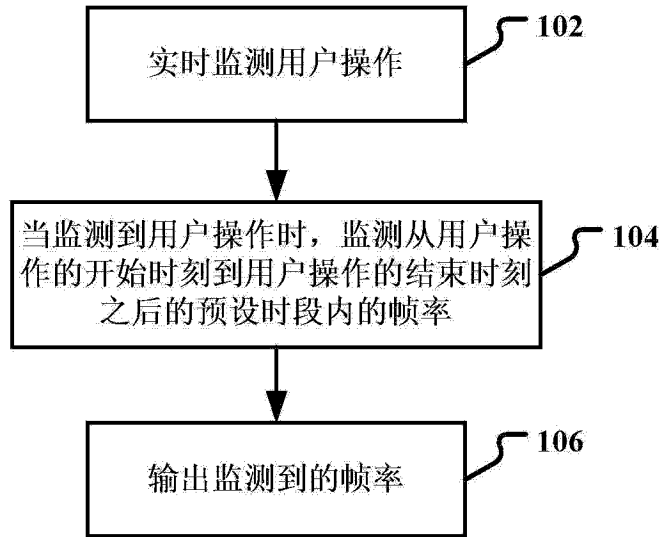 实时监测用户操作
102
当监测到用户操作时，监测从用户操
作的开始时刻到用户操作的结束时刻
之后的预设时段内的帧率
104
输出监测到的帧率
106